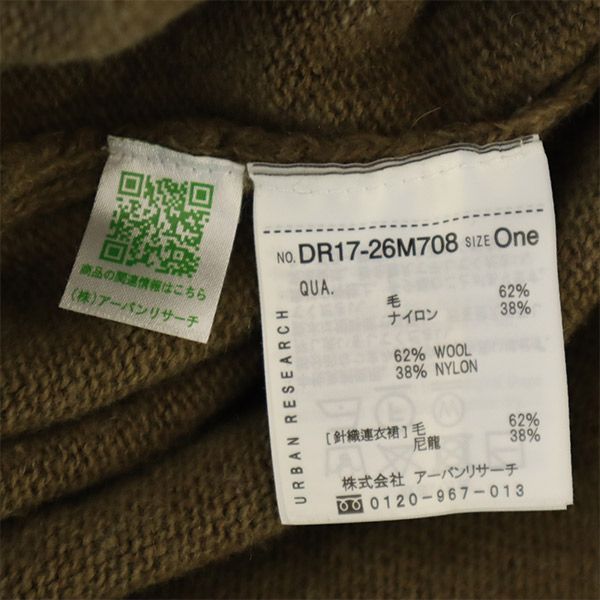 商品の関連情報はこちら
(株)アーバンリサーチ
NO. DR17-26M708 SIZE One
QUA.
毛 62%
ナイロン 38%
62% WOOL
38% NYLON
[針織連衣裙]毛 62%
尼龍 38%
URBAN RESEARCH
株式会社 アーバンリサーチ
0120-967-013